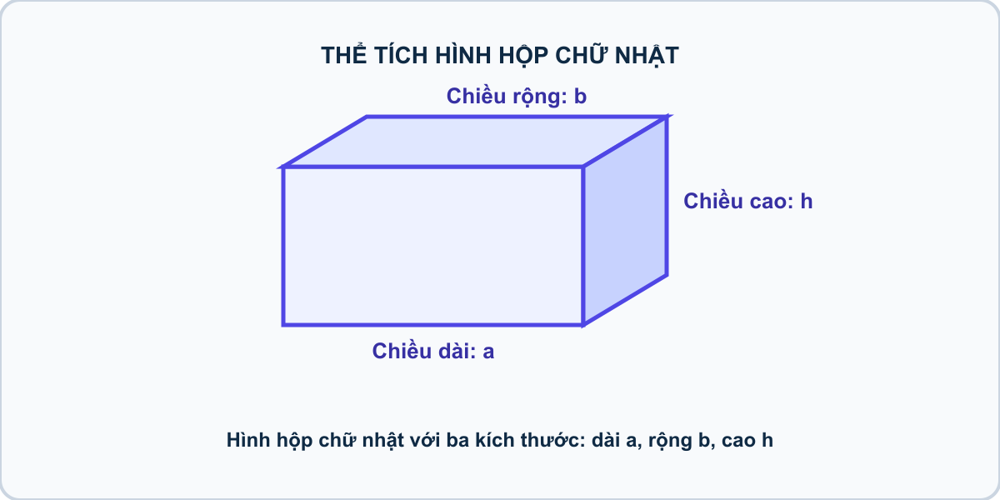 THỂ TÍCH HÌNH HỘP CHỮ NHẬT
Chiều rộng: b
Chiều cao: h
Chiều dài: a
Hình hộp chữ nhật với ba kích thước: dài a, rộng b, cao h